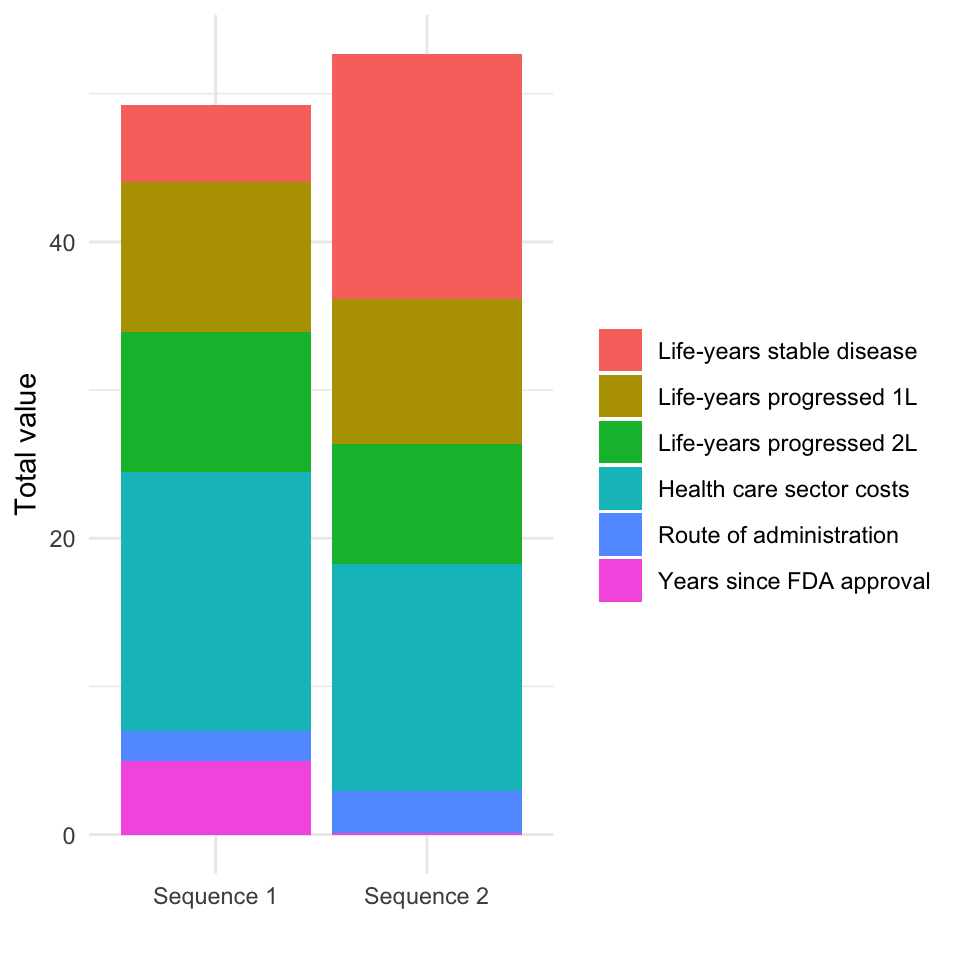 Total value
40
20
0
Sequence 1
Sequence 2
Life-years stable disease
Life-years progressed 1L
Life-years progressed 2L
Health care sector costs
Route of administration
Years since FDA approval